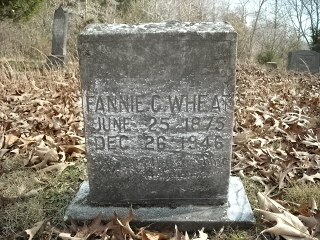 FANNIE C. WHEAT
JUNE 25 1875
DEC 26 1946